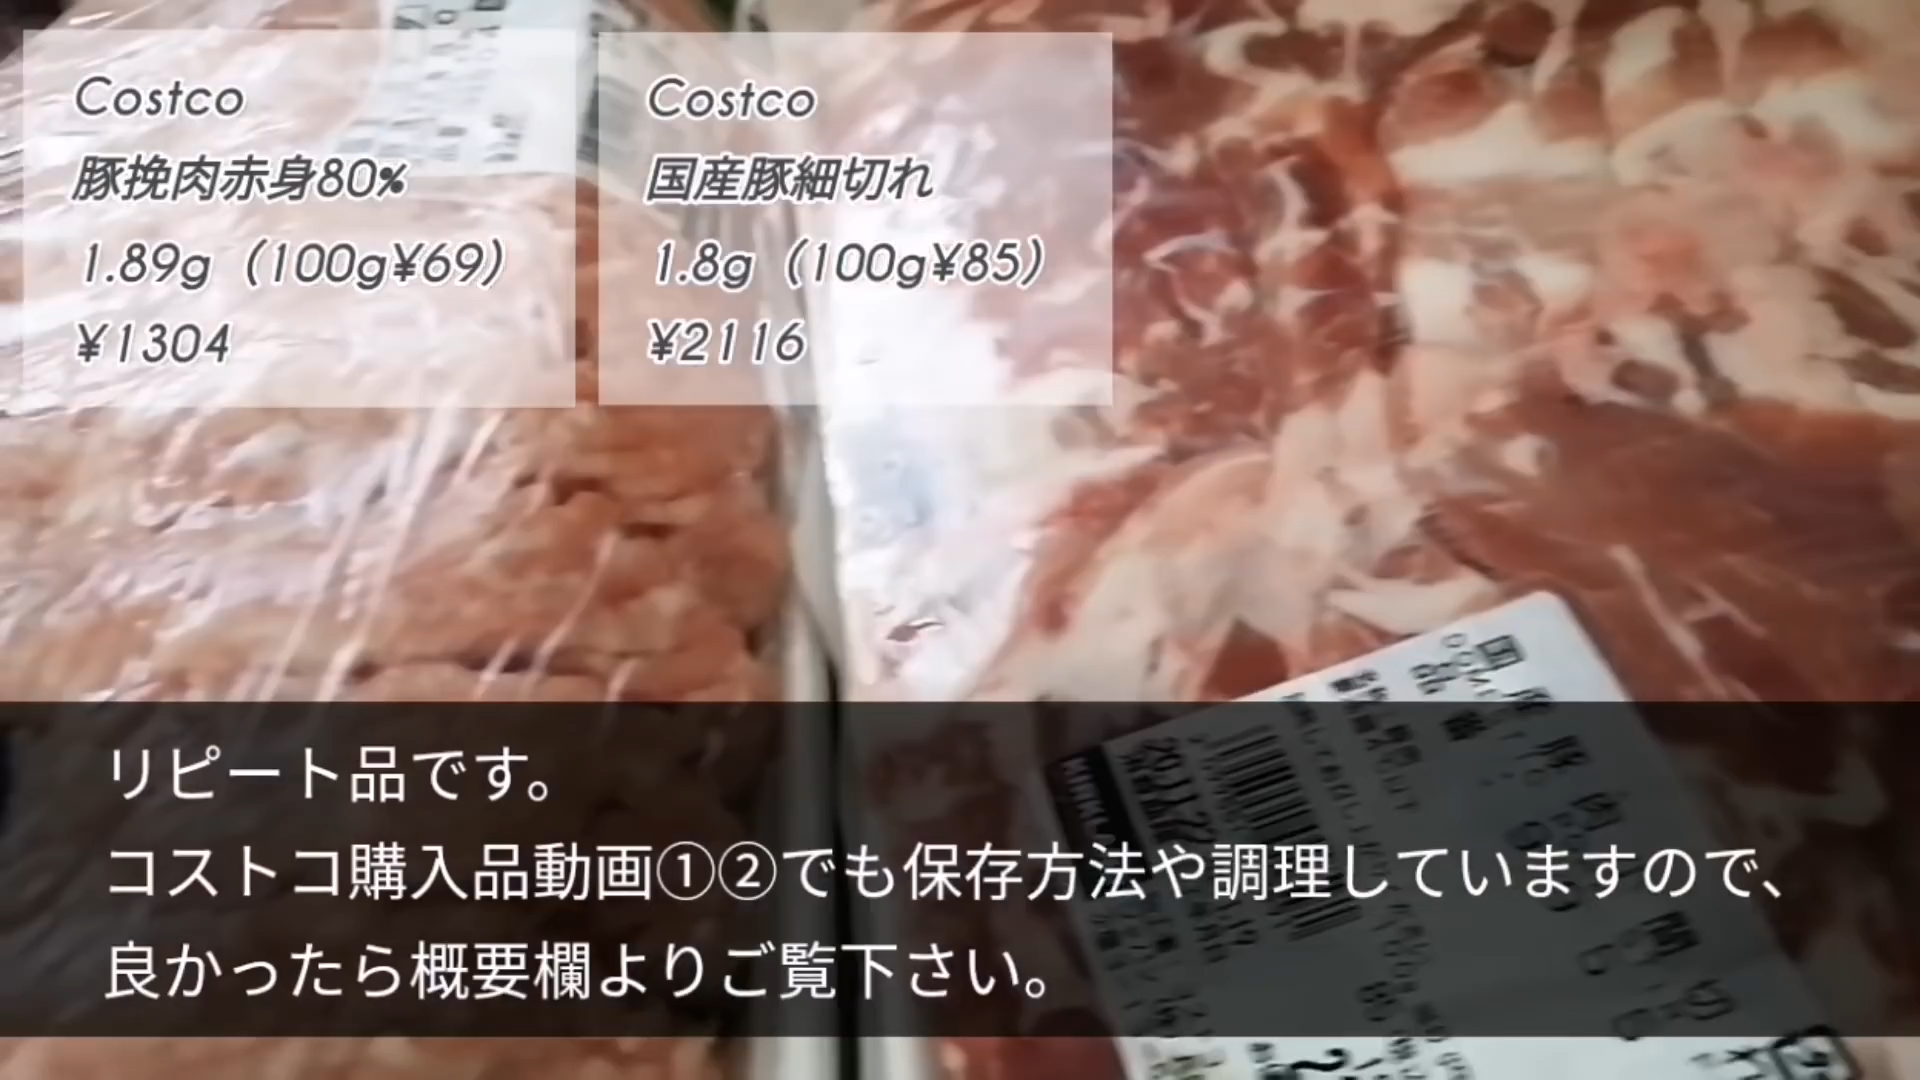 Costco
豚挽肉赤身80%
1.89g（100g¥69）
¥1304
Costco
国産豚細切れ
1.8g（100g¥85）
¥2116
リピート品です。
コストコ購入品動画①②でも保存方法や調理していますので、
良かったら概要欄よりご覧下さい。